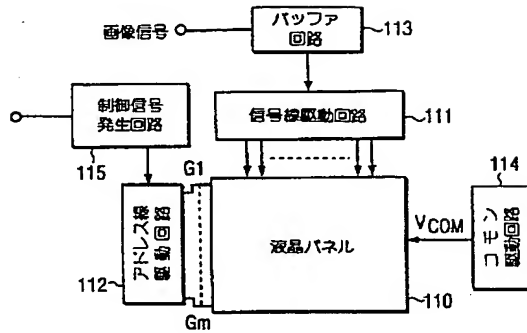 画像信号
バッファ
回路
113
制御信号
発生回路
115
信号線駆動回路
111
G1
アドレス線
駆動回路
112
Gm
液晶パネル
110
VCOM
114
コモン
駆動回路